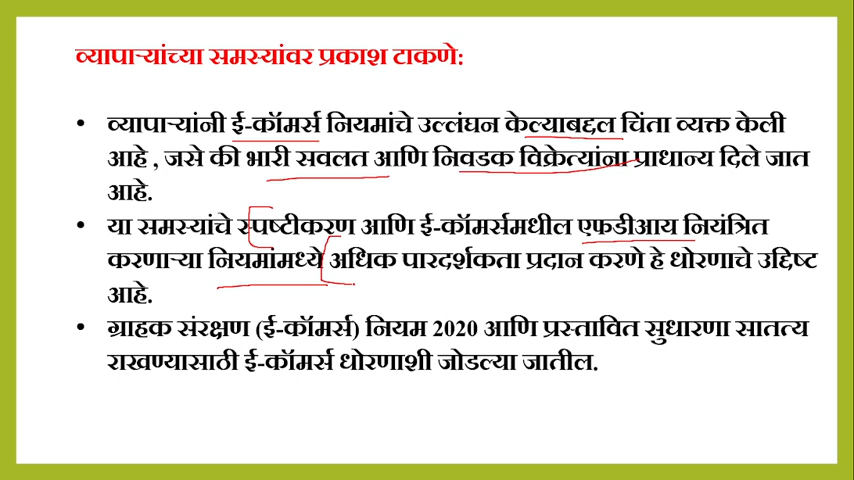 व्यापाऱ्यांच्या समस्यांवर प्रकाश टाकणे:
• व्यापाऱ्यांनी ई-कॉमर्स नियमांचे उल्लंघन केल्याबद्दल चिंता व्यक्त केली
आहे , जसे की भारी सवलत आणि निवडक विक्रेत्यांना प्राधान्य दिले जात
आहे.
• या समस्यांचे स्पष्टीकरण आणि ई-कॉमर्समधील एफडीआय नियंत्रित
करणाऱ्या नियमांमध्ये अधिक पारदर्शकता प्रदान करणे हे धोरणाचे उद्दिष्ट
आहे.
• ग्राहक संरक्षण (ई-कॉमर्स) नियम 2020 आणि प्रस्तावित सुधारणा सातत्य
राखण्यासाठी ई-कॉमर्स धोरणाशी जोडल्या जातील.